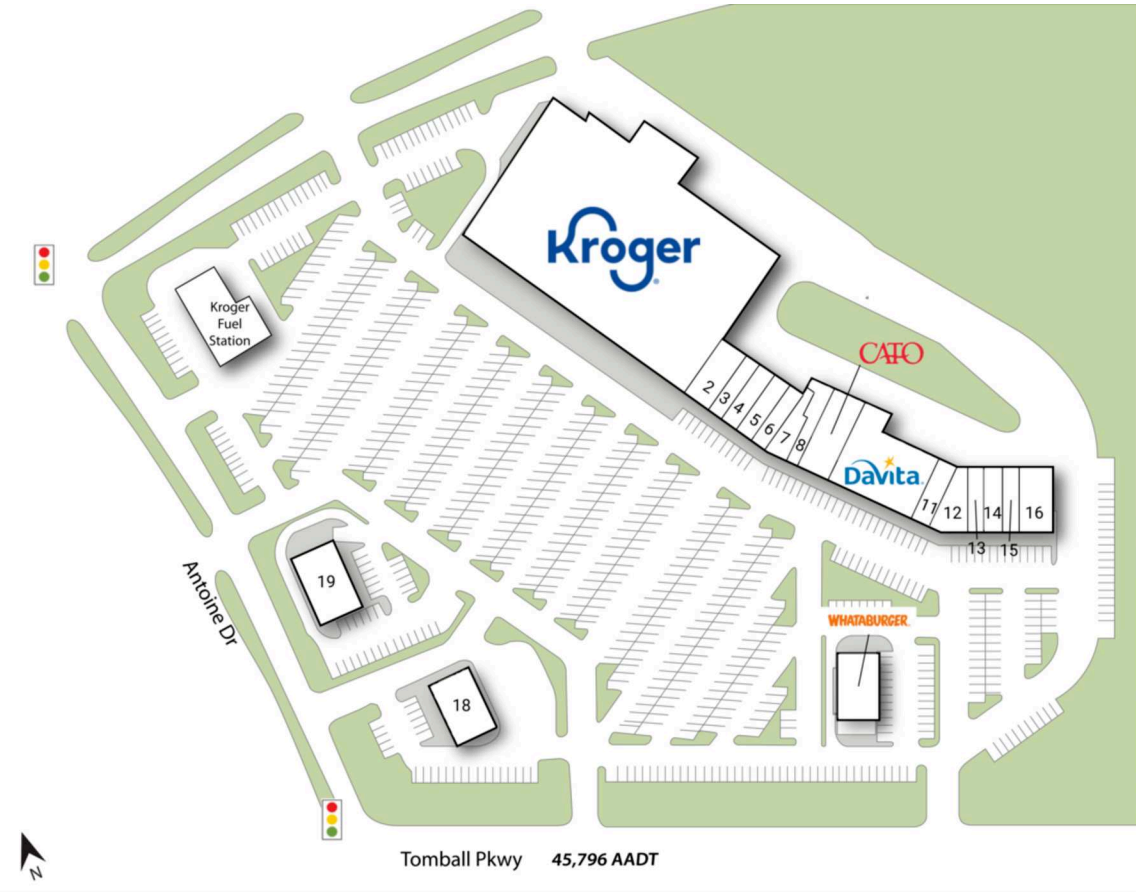 Kroger
Kroger
Fuel
Station
CATO
2
3
4
5
6
7
8
DaVita
11
12
13
14
15
16
19
Antoine Dr
WHATABURGER
18
Tomball Pkwy 45,796 AADT
N